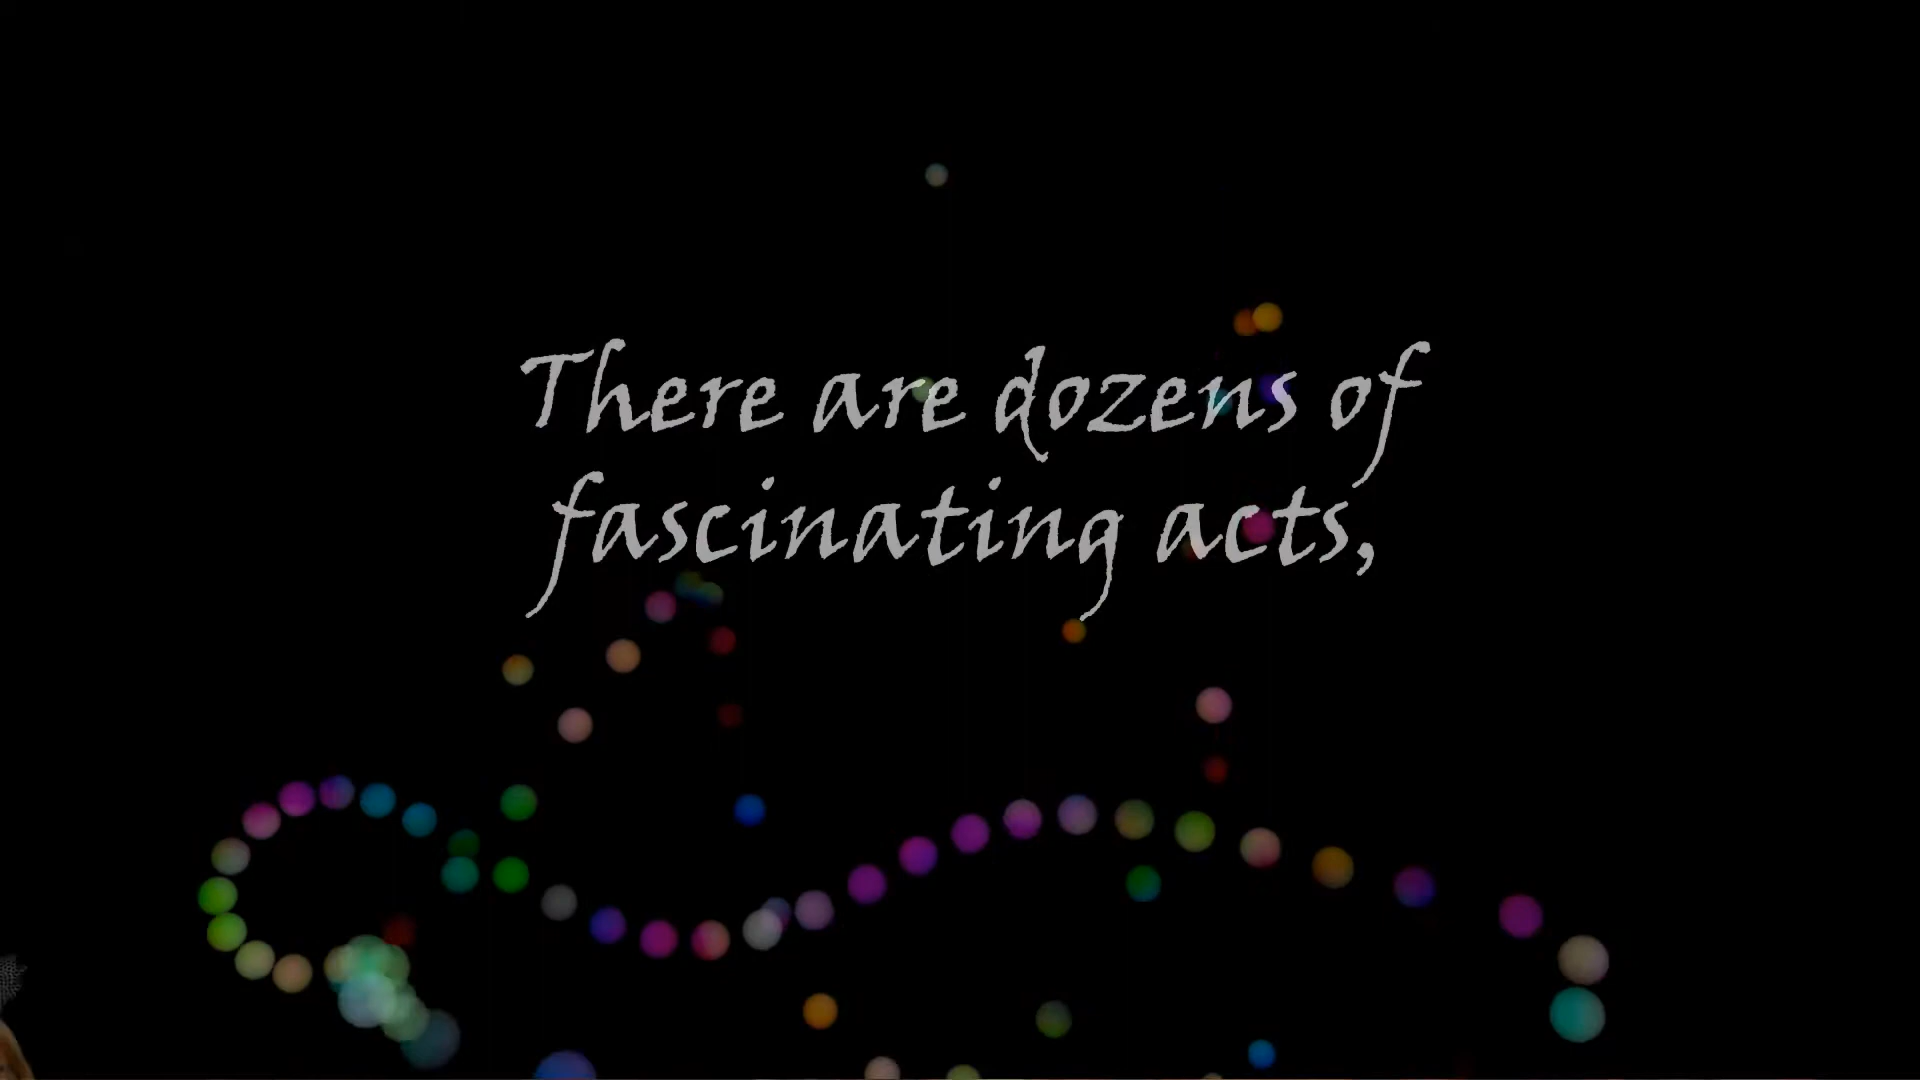 There are dozens of
fascinating acts,